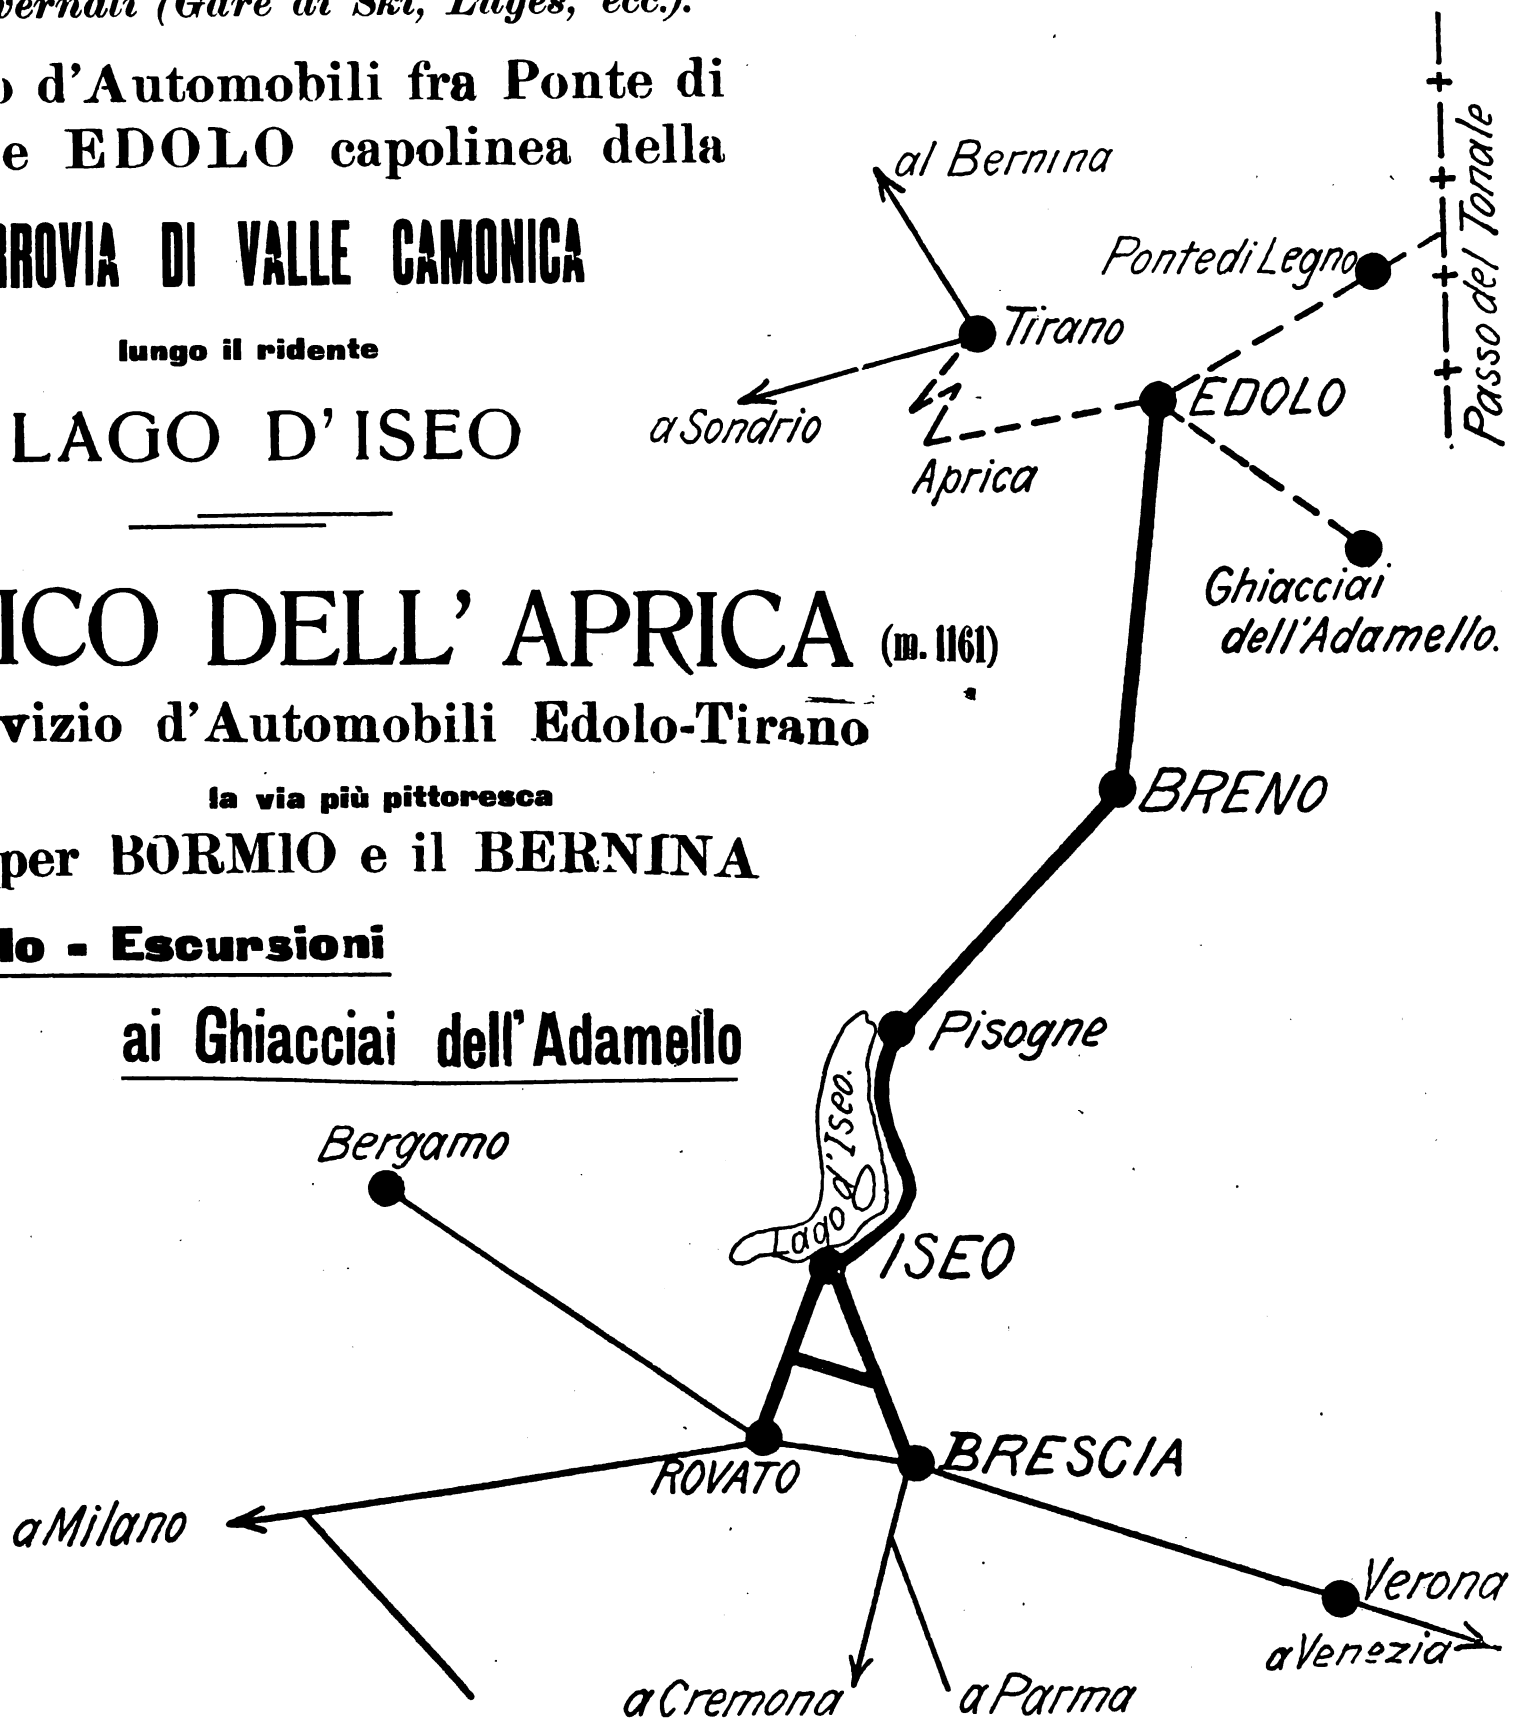 (Gare di Ski, Luges, ecc.).
d'Automobili fra Ponte di
e EDOLO capolinea della
RROVIA DI VALLE CAMONICA
lungo il ridente
LAGO D'ISEO
ICO DELL'APRICA (m. 1161)
vizio d'Automobili Edolo-Tirano
la via più pittoresca
per BORMIO e il BERNINA
lo - Escursioni
ai Ghiacciai dell'Adamello
al Bernina
Passo del Tonale
Ponte di Legno
Tirano
EDOLO
a Sondrio
Aprica
Ghiacciai
dell'Adamello.
BRENO
Pisogne
Lago d'Iseo.
Bergamo
ISEO
ROVATO
BRESCIA
a Milano
Verona
a Venezia
a Cremona
a Parma